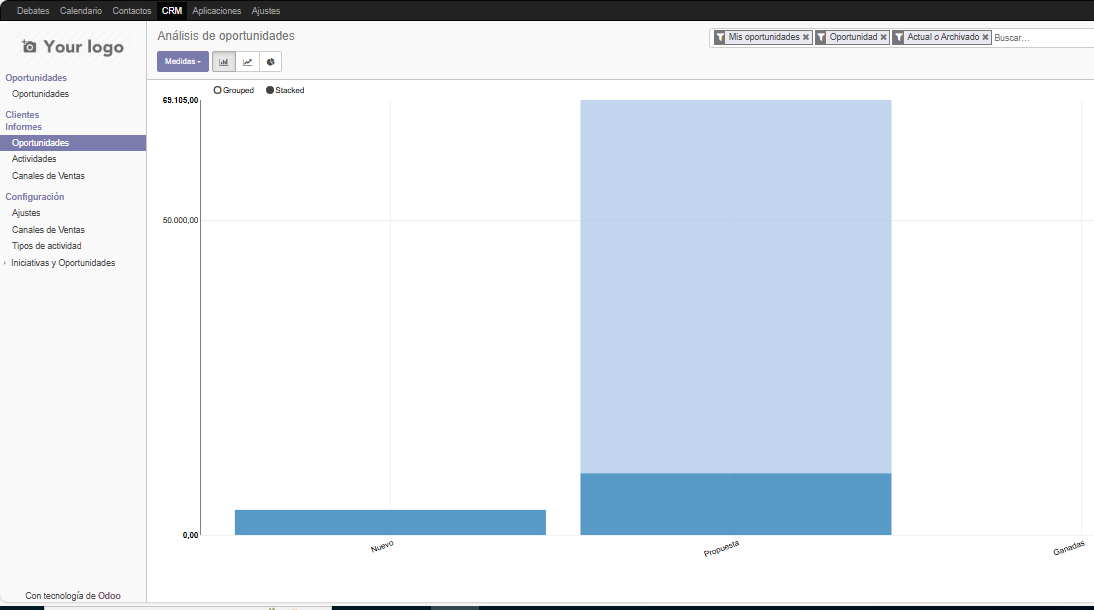 Debates Calendario Contactos CRM Aplicaciones Ajustes
Your logo
Oportunidades
Oportunidades
Clientes
Informes
Oportunidades
Actividades
Canales de Ventas
Configuración
Ajustes
Canales de Ventas
Tipos de actividad
Iniciativas y Oportunidades
Con tecnología de Odoo
Análisis de oportunidades
Mis oportunidades Oportunidad Actual o Archivado Buscar...
Medidas
Grouped Stacked
69.105,00
50.000,00
0,00
Nuevo Propuesta Ganadas